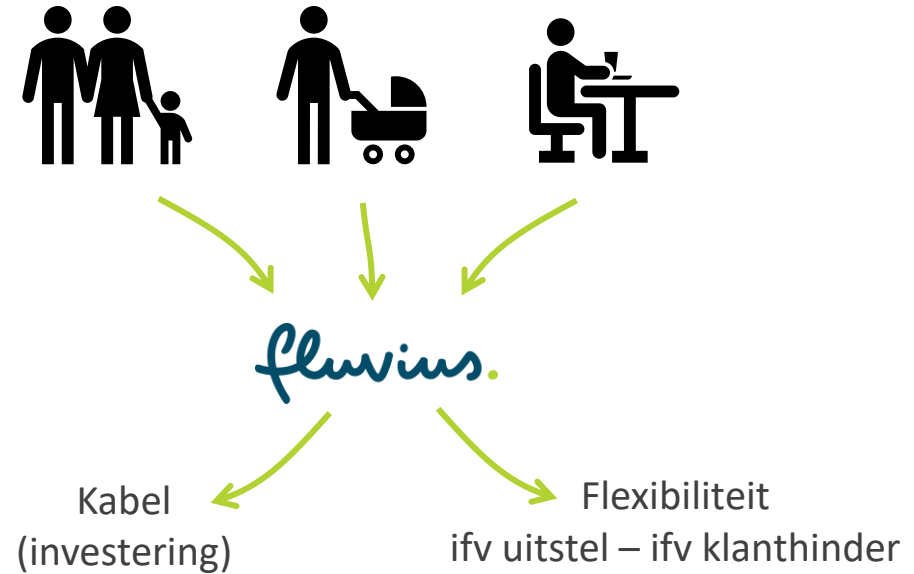 fluvius.
Kabel
(investering)
Flexibiliteit
ifv uitstel – ifv klanthinder